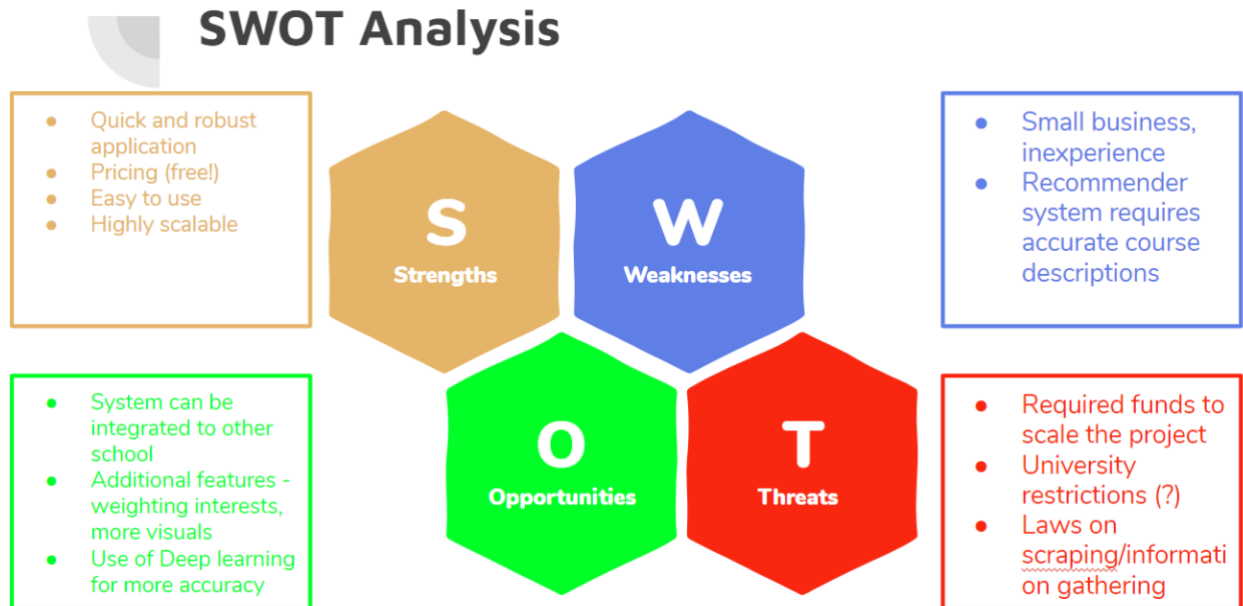 SWOT Analysis
● Quick and robust
application
● Pricing (free!)
● Easy to use
● Highly scalable
S
Strengths
W
Weaknesses
● Small business,
inexperience
● Recommender
system requires
accurate course
descriptions
● System can be
integrated to other
school
● Additional features -
weighting interests,
more visuals
● Use of Deep learning
for more accuracy
O
Opportunities
T
Threats
● Required funds to
scale the project
● University
restrictions (?)
● Laws on
scraping/informati
on gathering